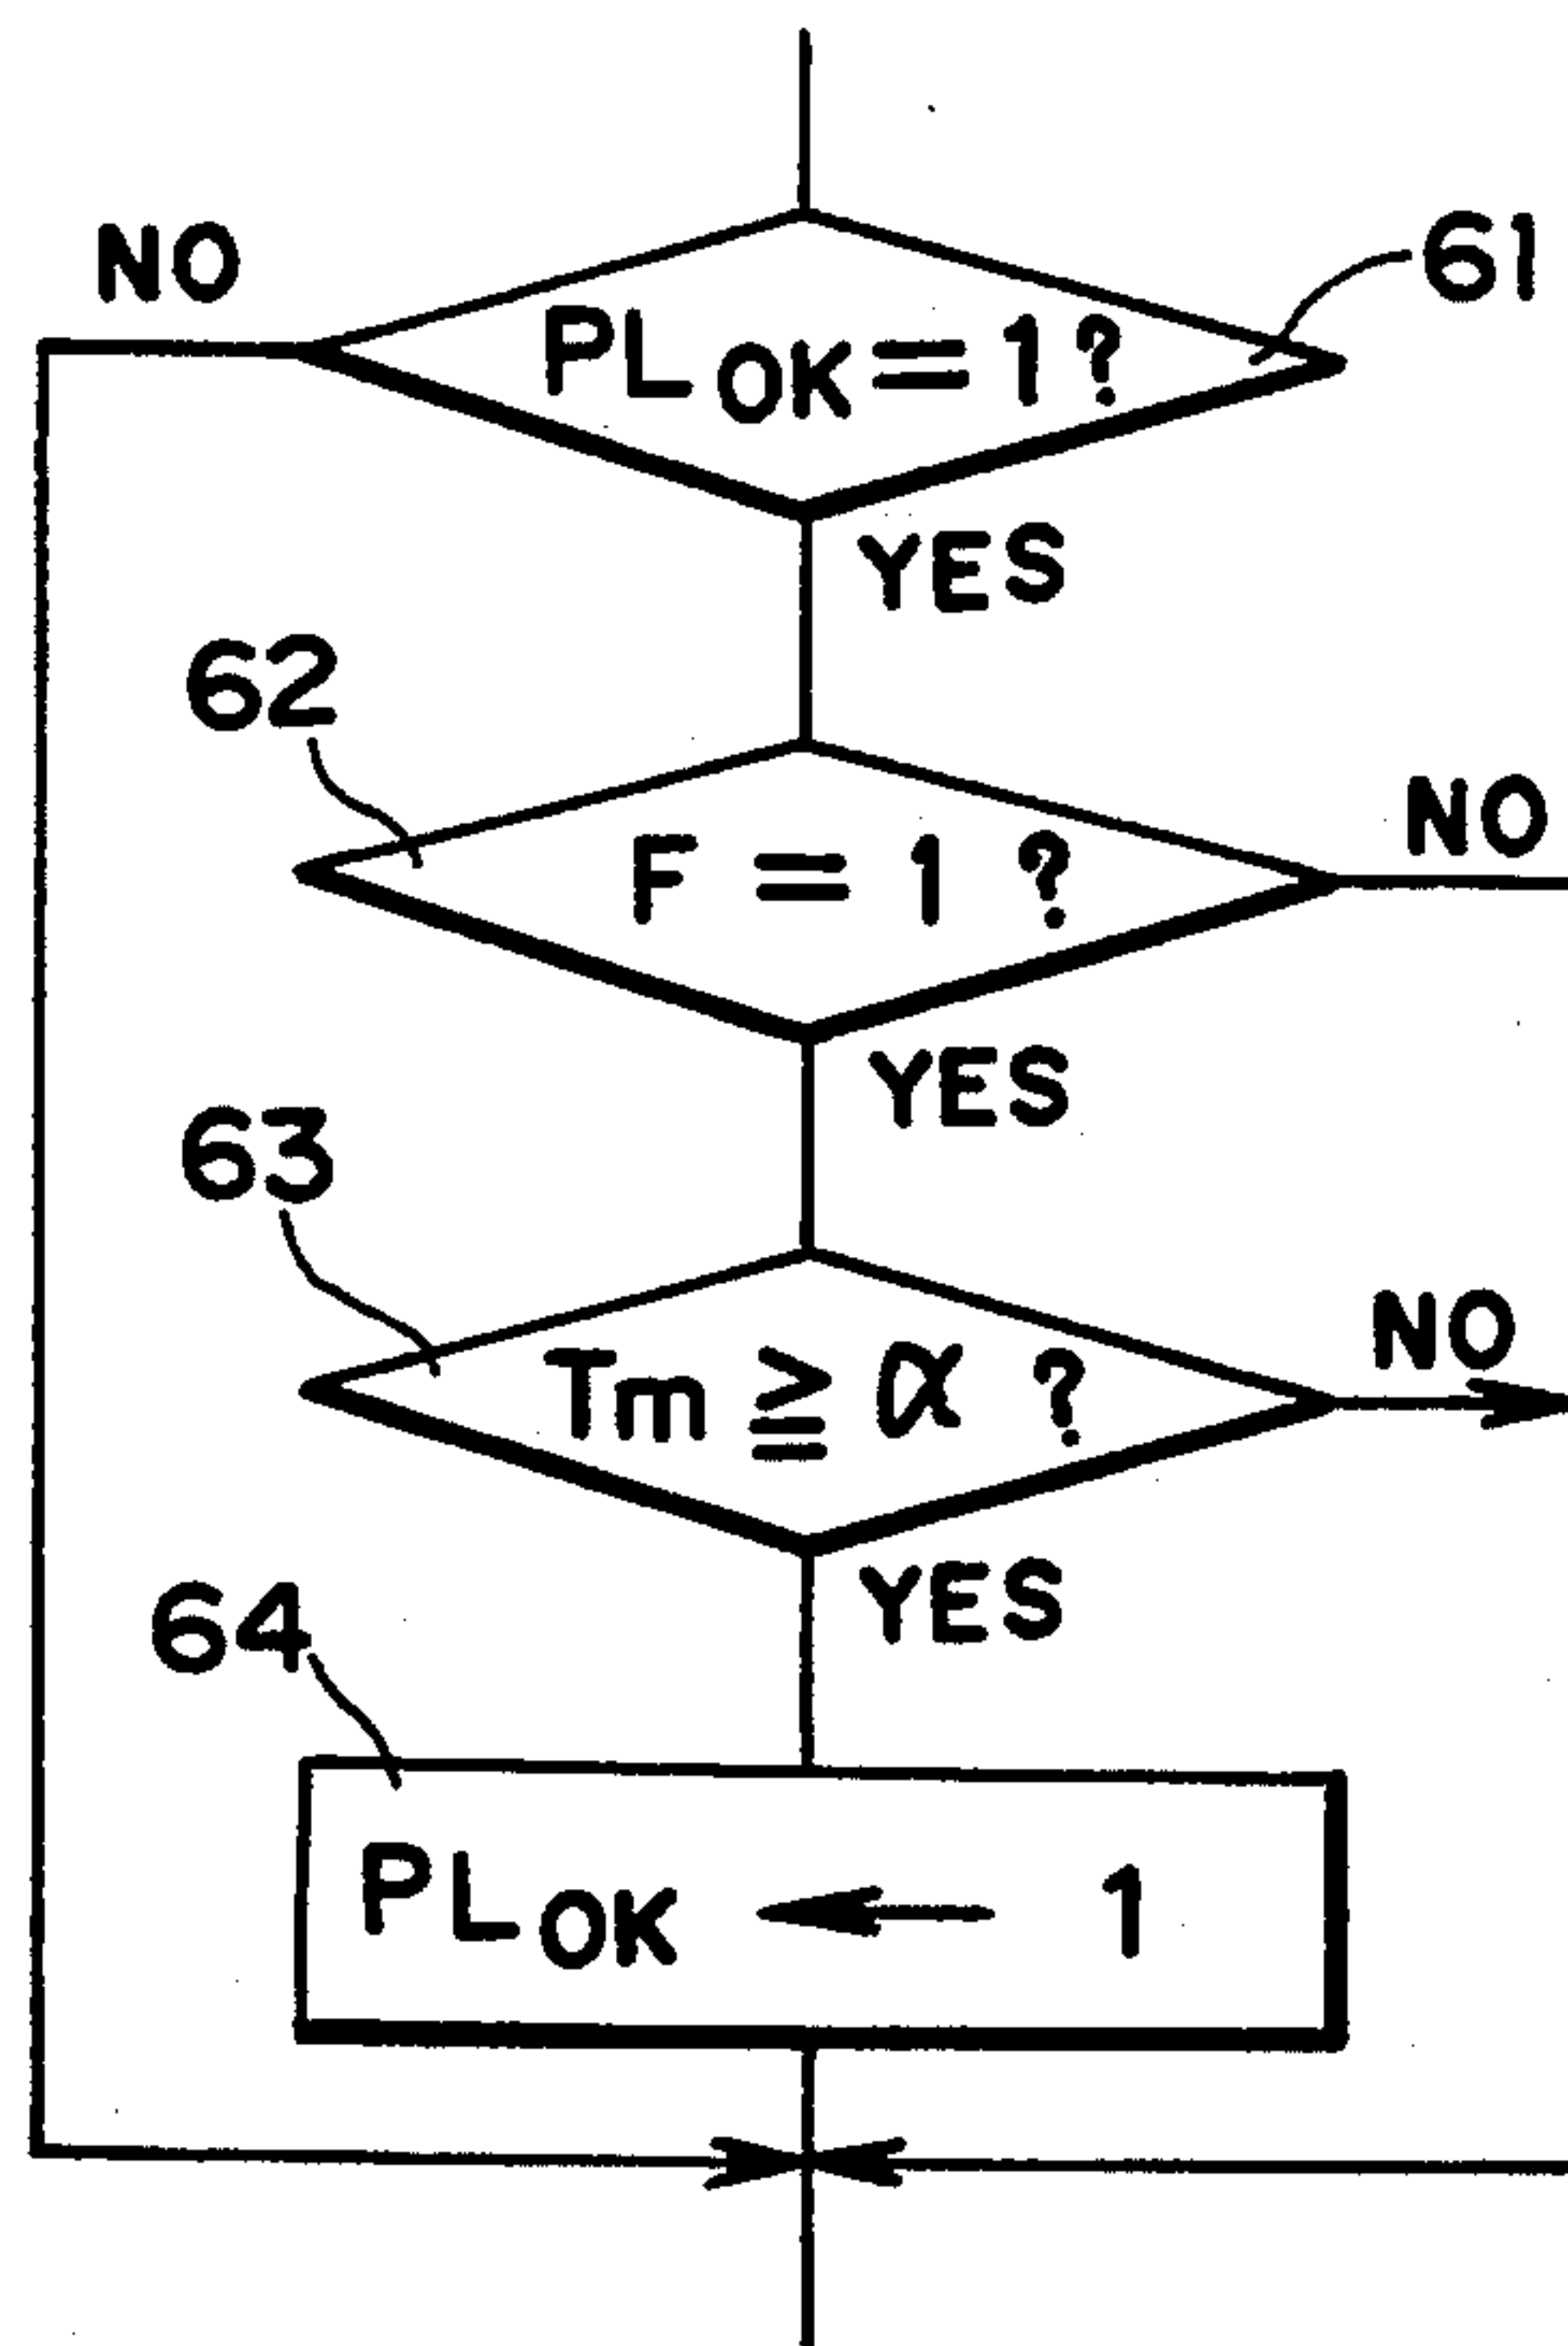 NO
61
PLOK=1?
YES
62
NO
F = 1 ?
YES
63
NO
Tm ≧ α ?
YES
64
PLOK ← 1